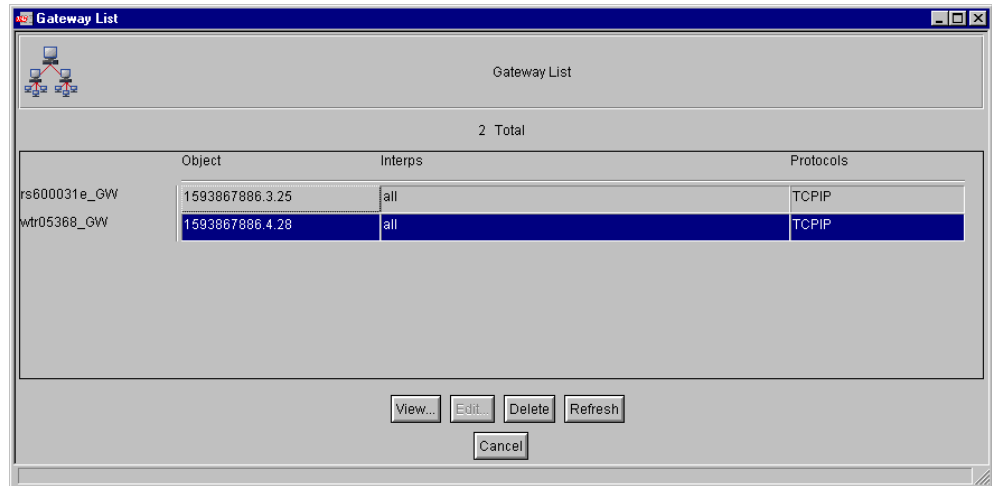 Gateway List
Gateway List
2 Total
Object Interps Protocols
rs600031e_GW 1593867886.3.25 all TCPIP
wtr05368_GW 1593867886.4.28 all TCPIP
View... Edit... Delete Refresh
Cancel